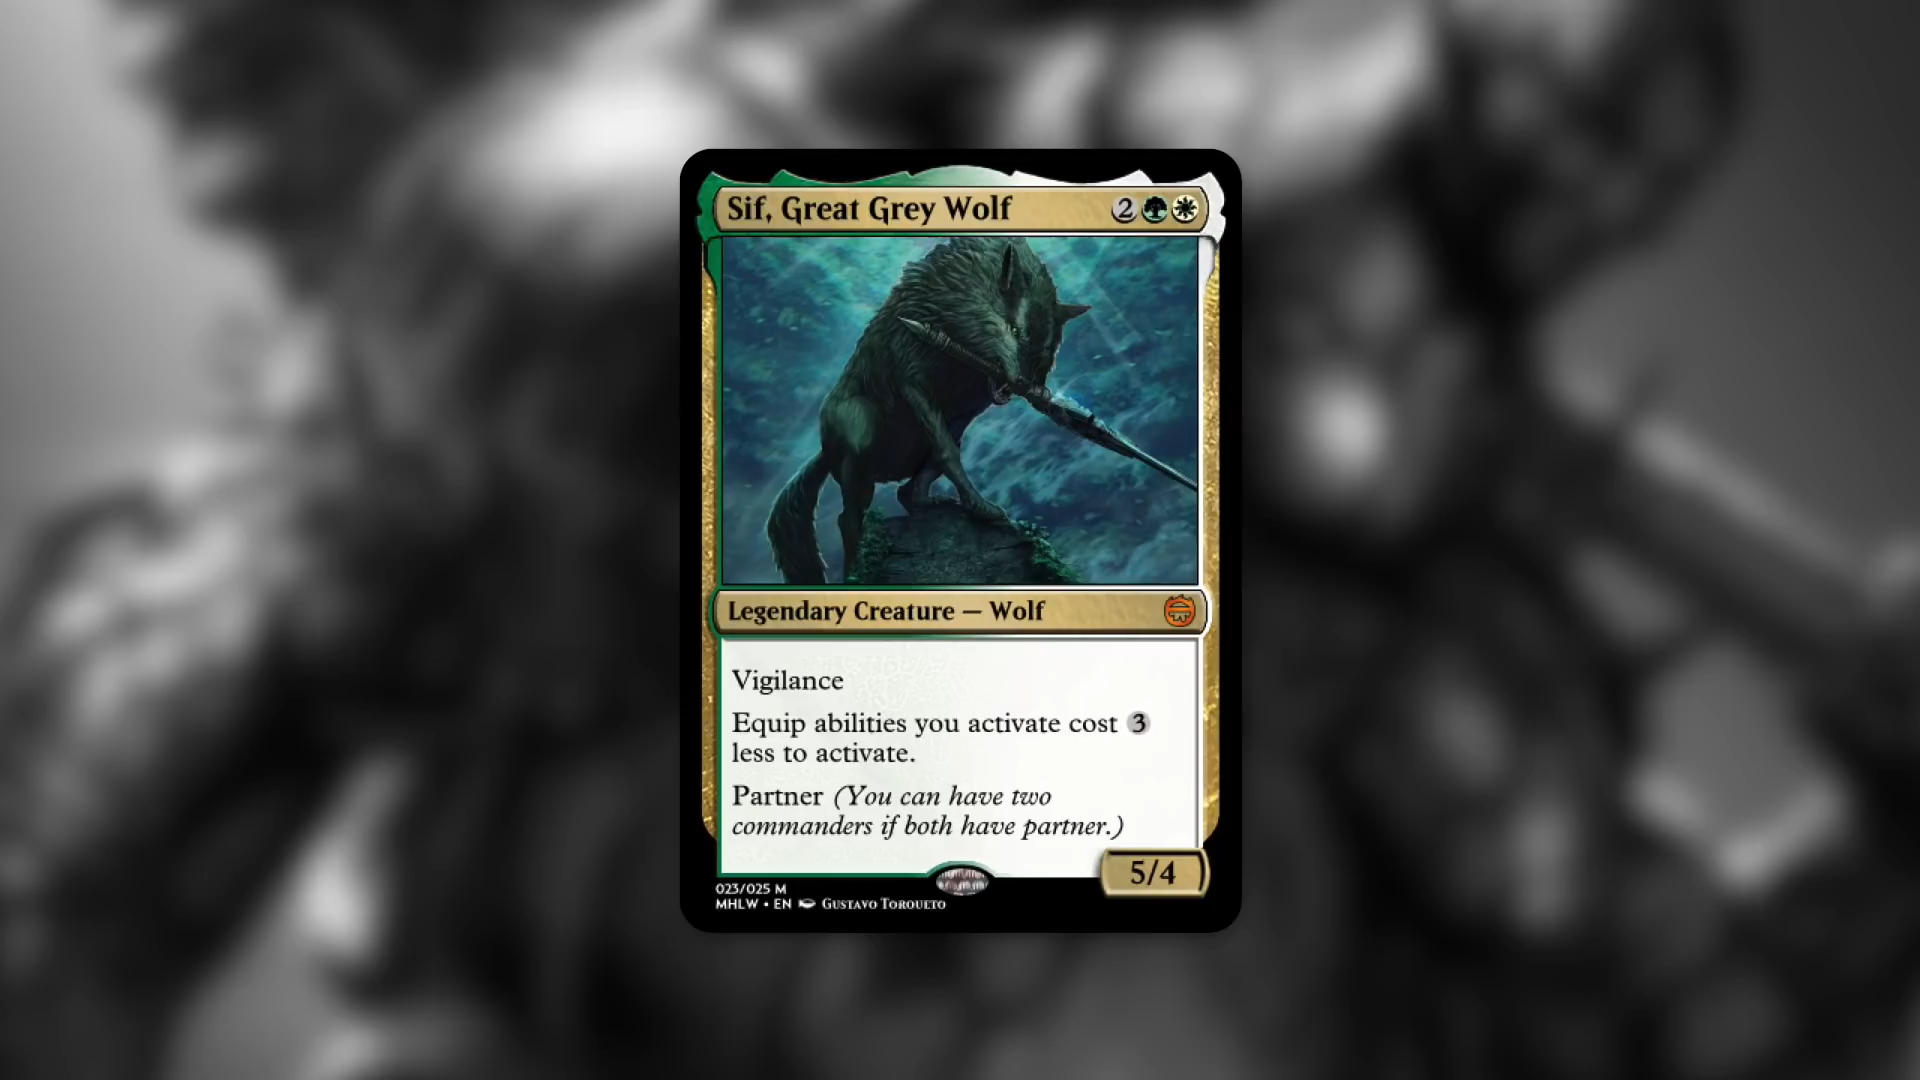 Sif, Great Grey Wolf 2
Legendary Creature — Wolf
Vigilance
Equip abilities you activate cost 3
less to activate.
Partner (You can have two
commanders if both have partner.)
5/4
023/025 M
MHLW • EN Gustavo Torqueto